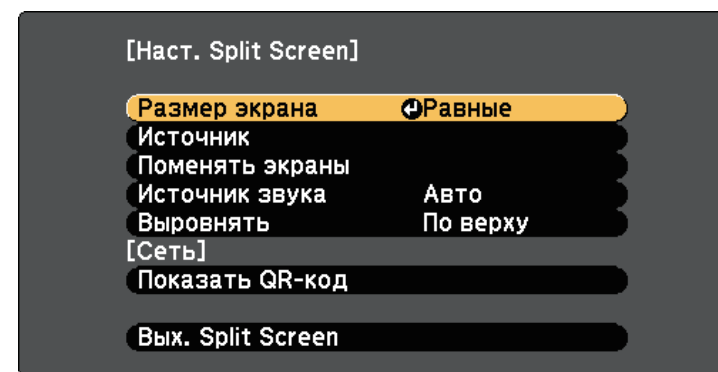 [Наст. Split Screen]
Размер экрана Равные
Источник
Поменять экраны
Источник звука Авто
Выровнять По верху
[Сеть]
Показать QR-код
Вых. Split Screen